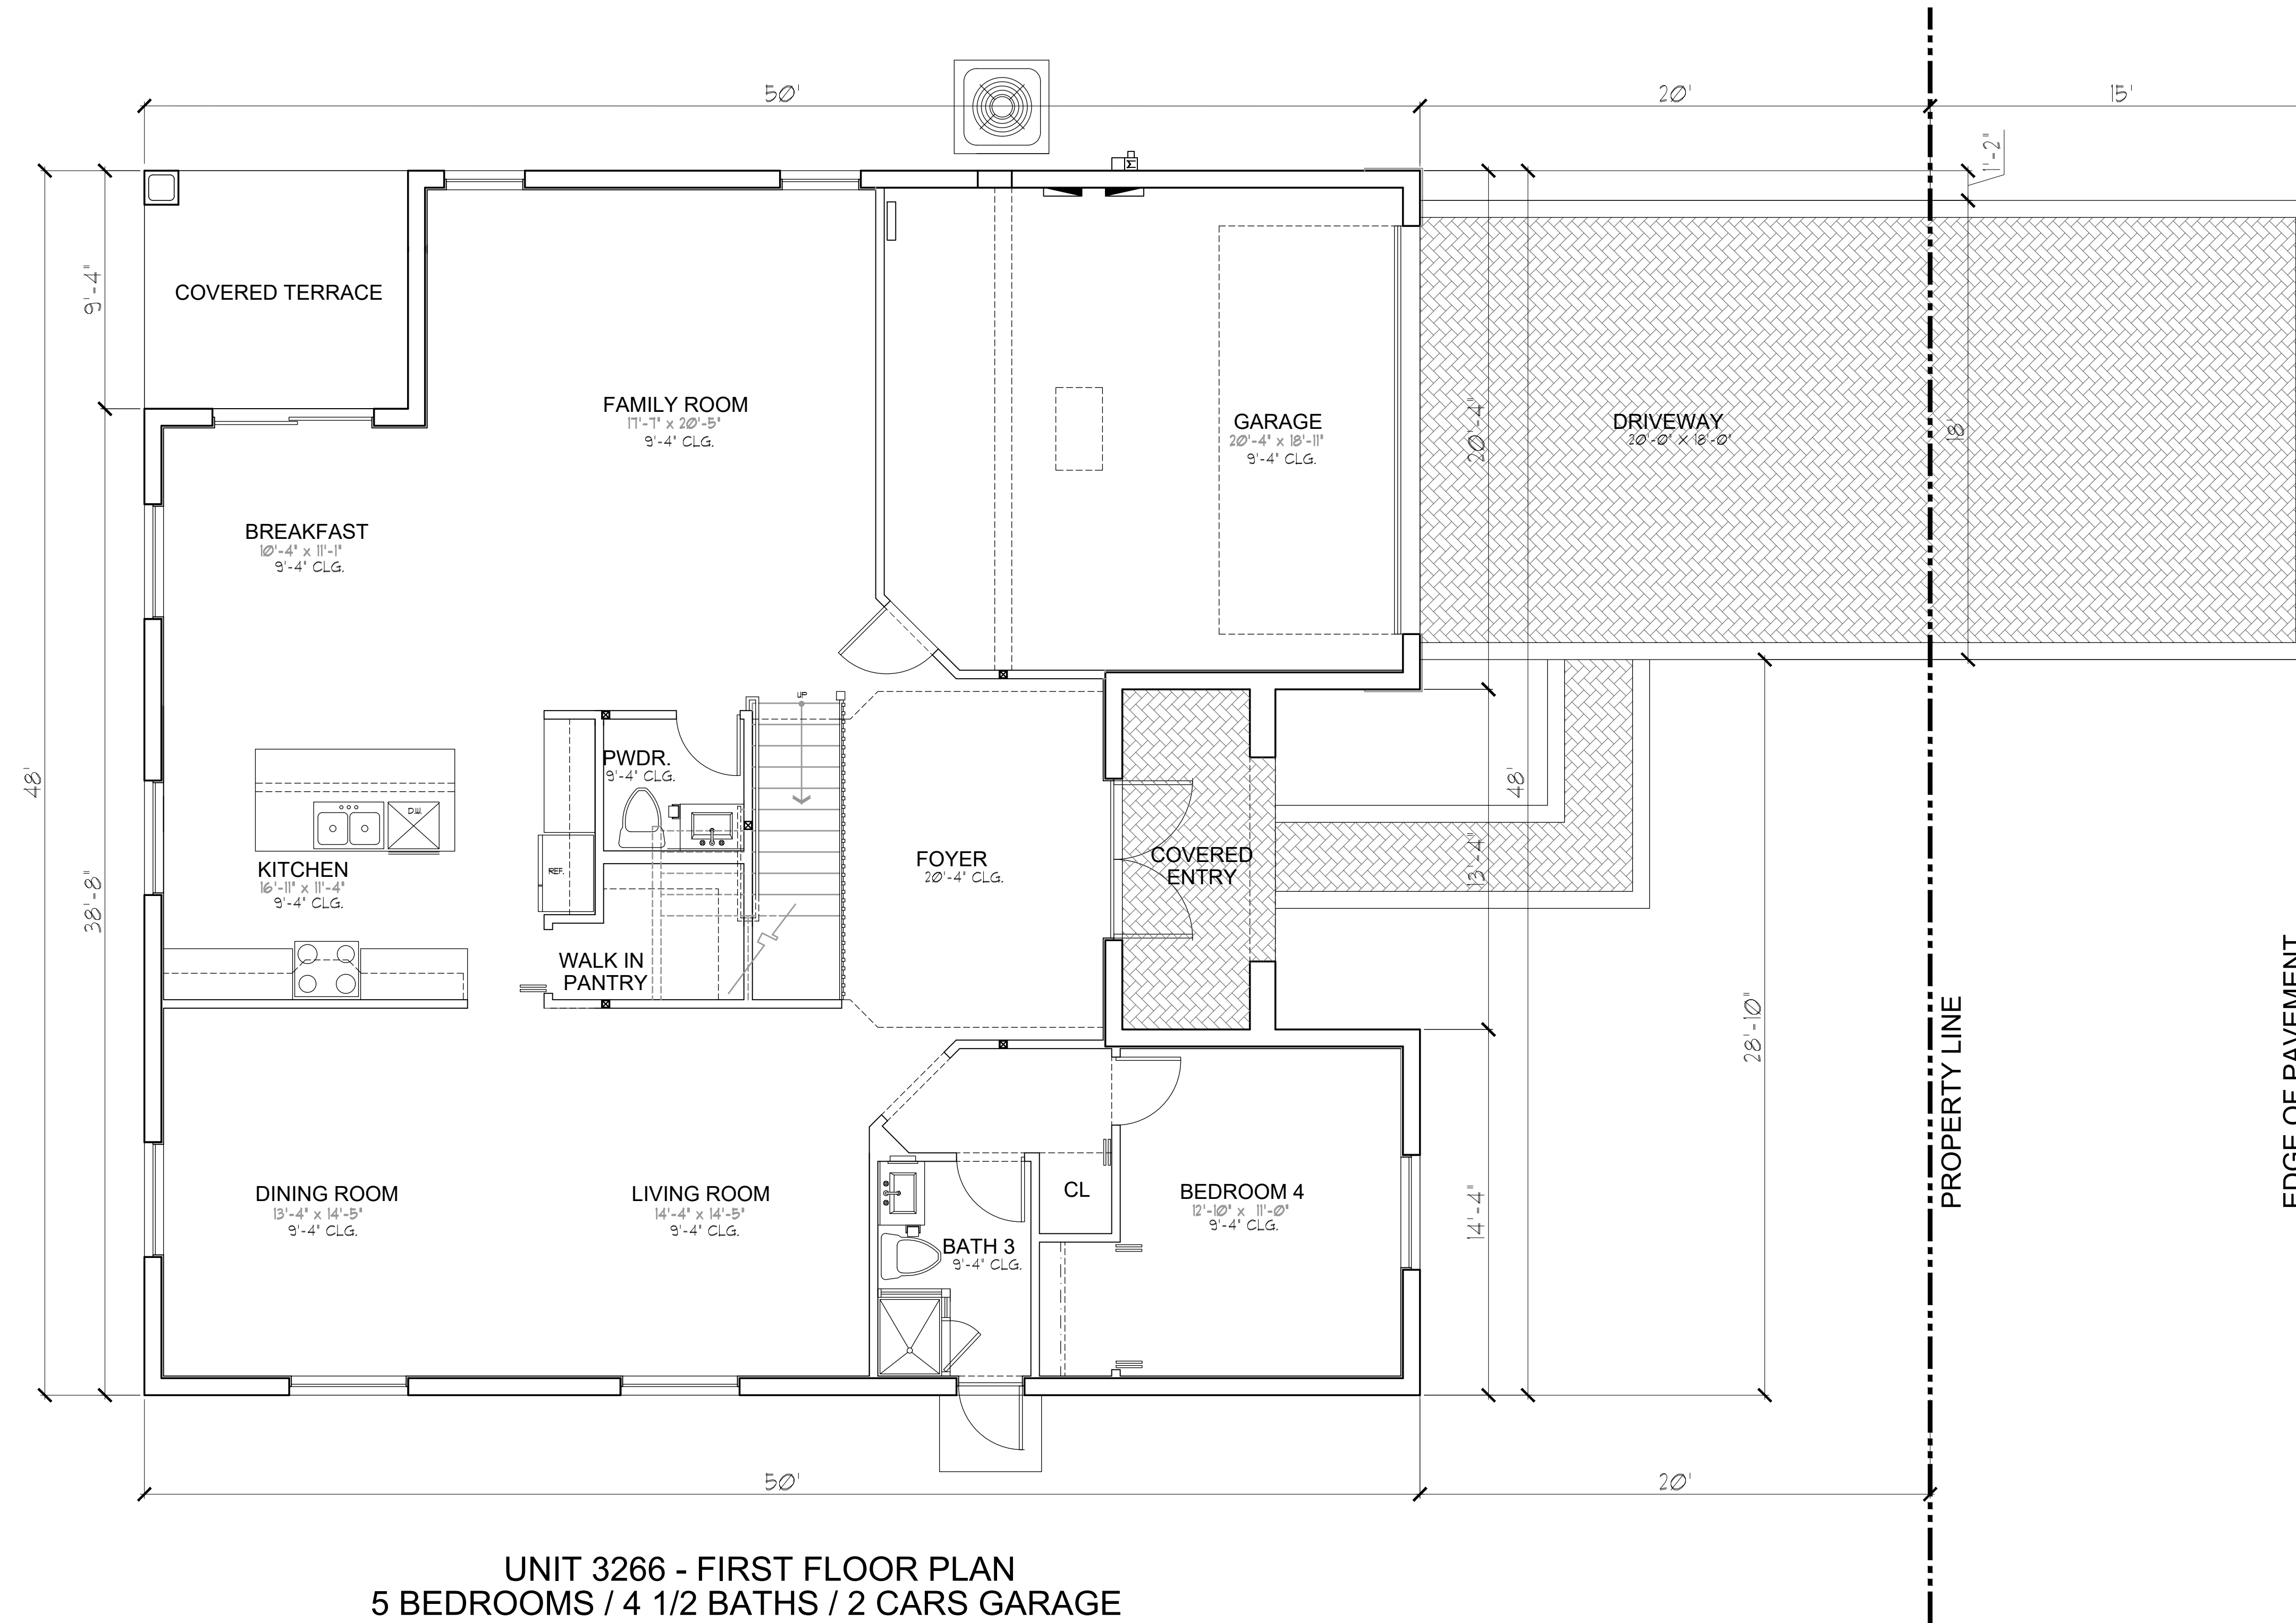 50'
20'
15'
1'-2"
9'-4"
COVERED TERRACE
FAMILY ROOM
17'-7" x 20'-5"
9'-4" CLG.
GARAGE
20'-4" x 18'-11"
9'-4" CLG.
20'-4"
DRIVEWAY
20'-0" X 18'-0"
18'
BREAKFAST
10'-4" x 11'-1"
9'-4" CLG.
UP
PWDR.
9'-4" CLG.
48'
48'
D.W.
KITCHEN
16'-11" x 11'-4"
9'-4" CLG.
REF.
FOYER
20'-4" CLG.
COVERED
ENTRY
13'-4"
38'-8"
WALK IN
PANTRY
28'-10"
PROPERTY LINE
EDGE OF PAVEMENT
DINING ROOM
13'-4" x 14'-5"
9'-4" CLG.
LIVING ROOM
14'-4" x 14'-5"
9'-4" CLG.
CL
BEDROOM 4
12'-10" x 11'-0"
9'-4" CLG.
14'-4"
BATH 3
9'-4" CLG.
50'
20'
UNIT 3266 - FIRST FLOOR PLAN
5 BEDROOMS / 4 1/2 BATHS / 2 CARS GARAGE